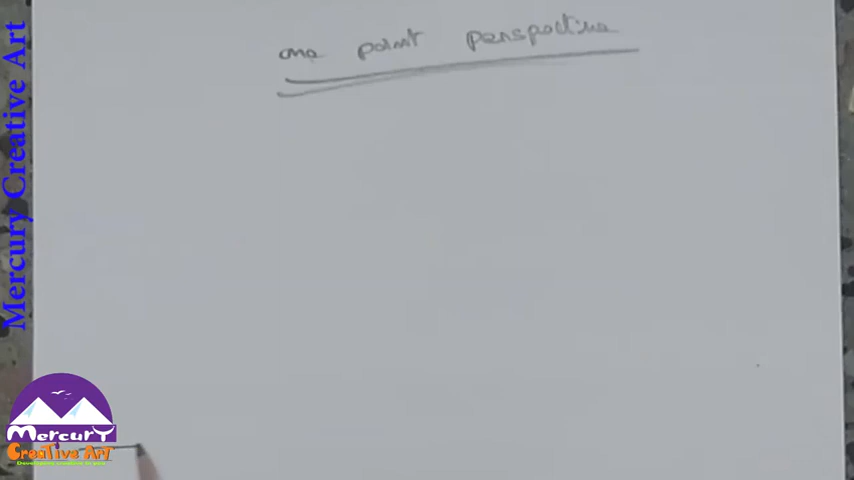 one point perspective
Mercury Creative Art
Mercury
Creative Art